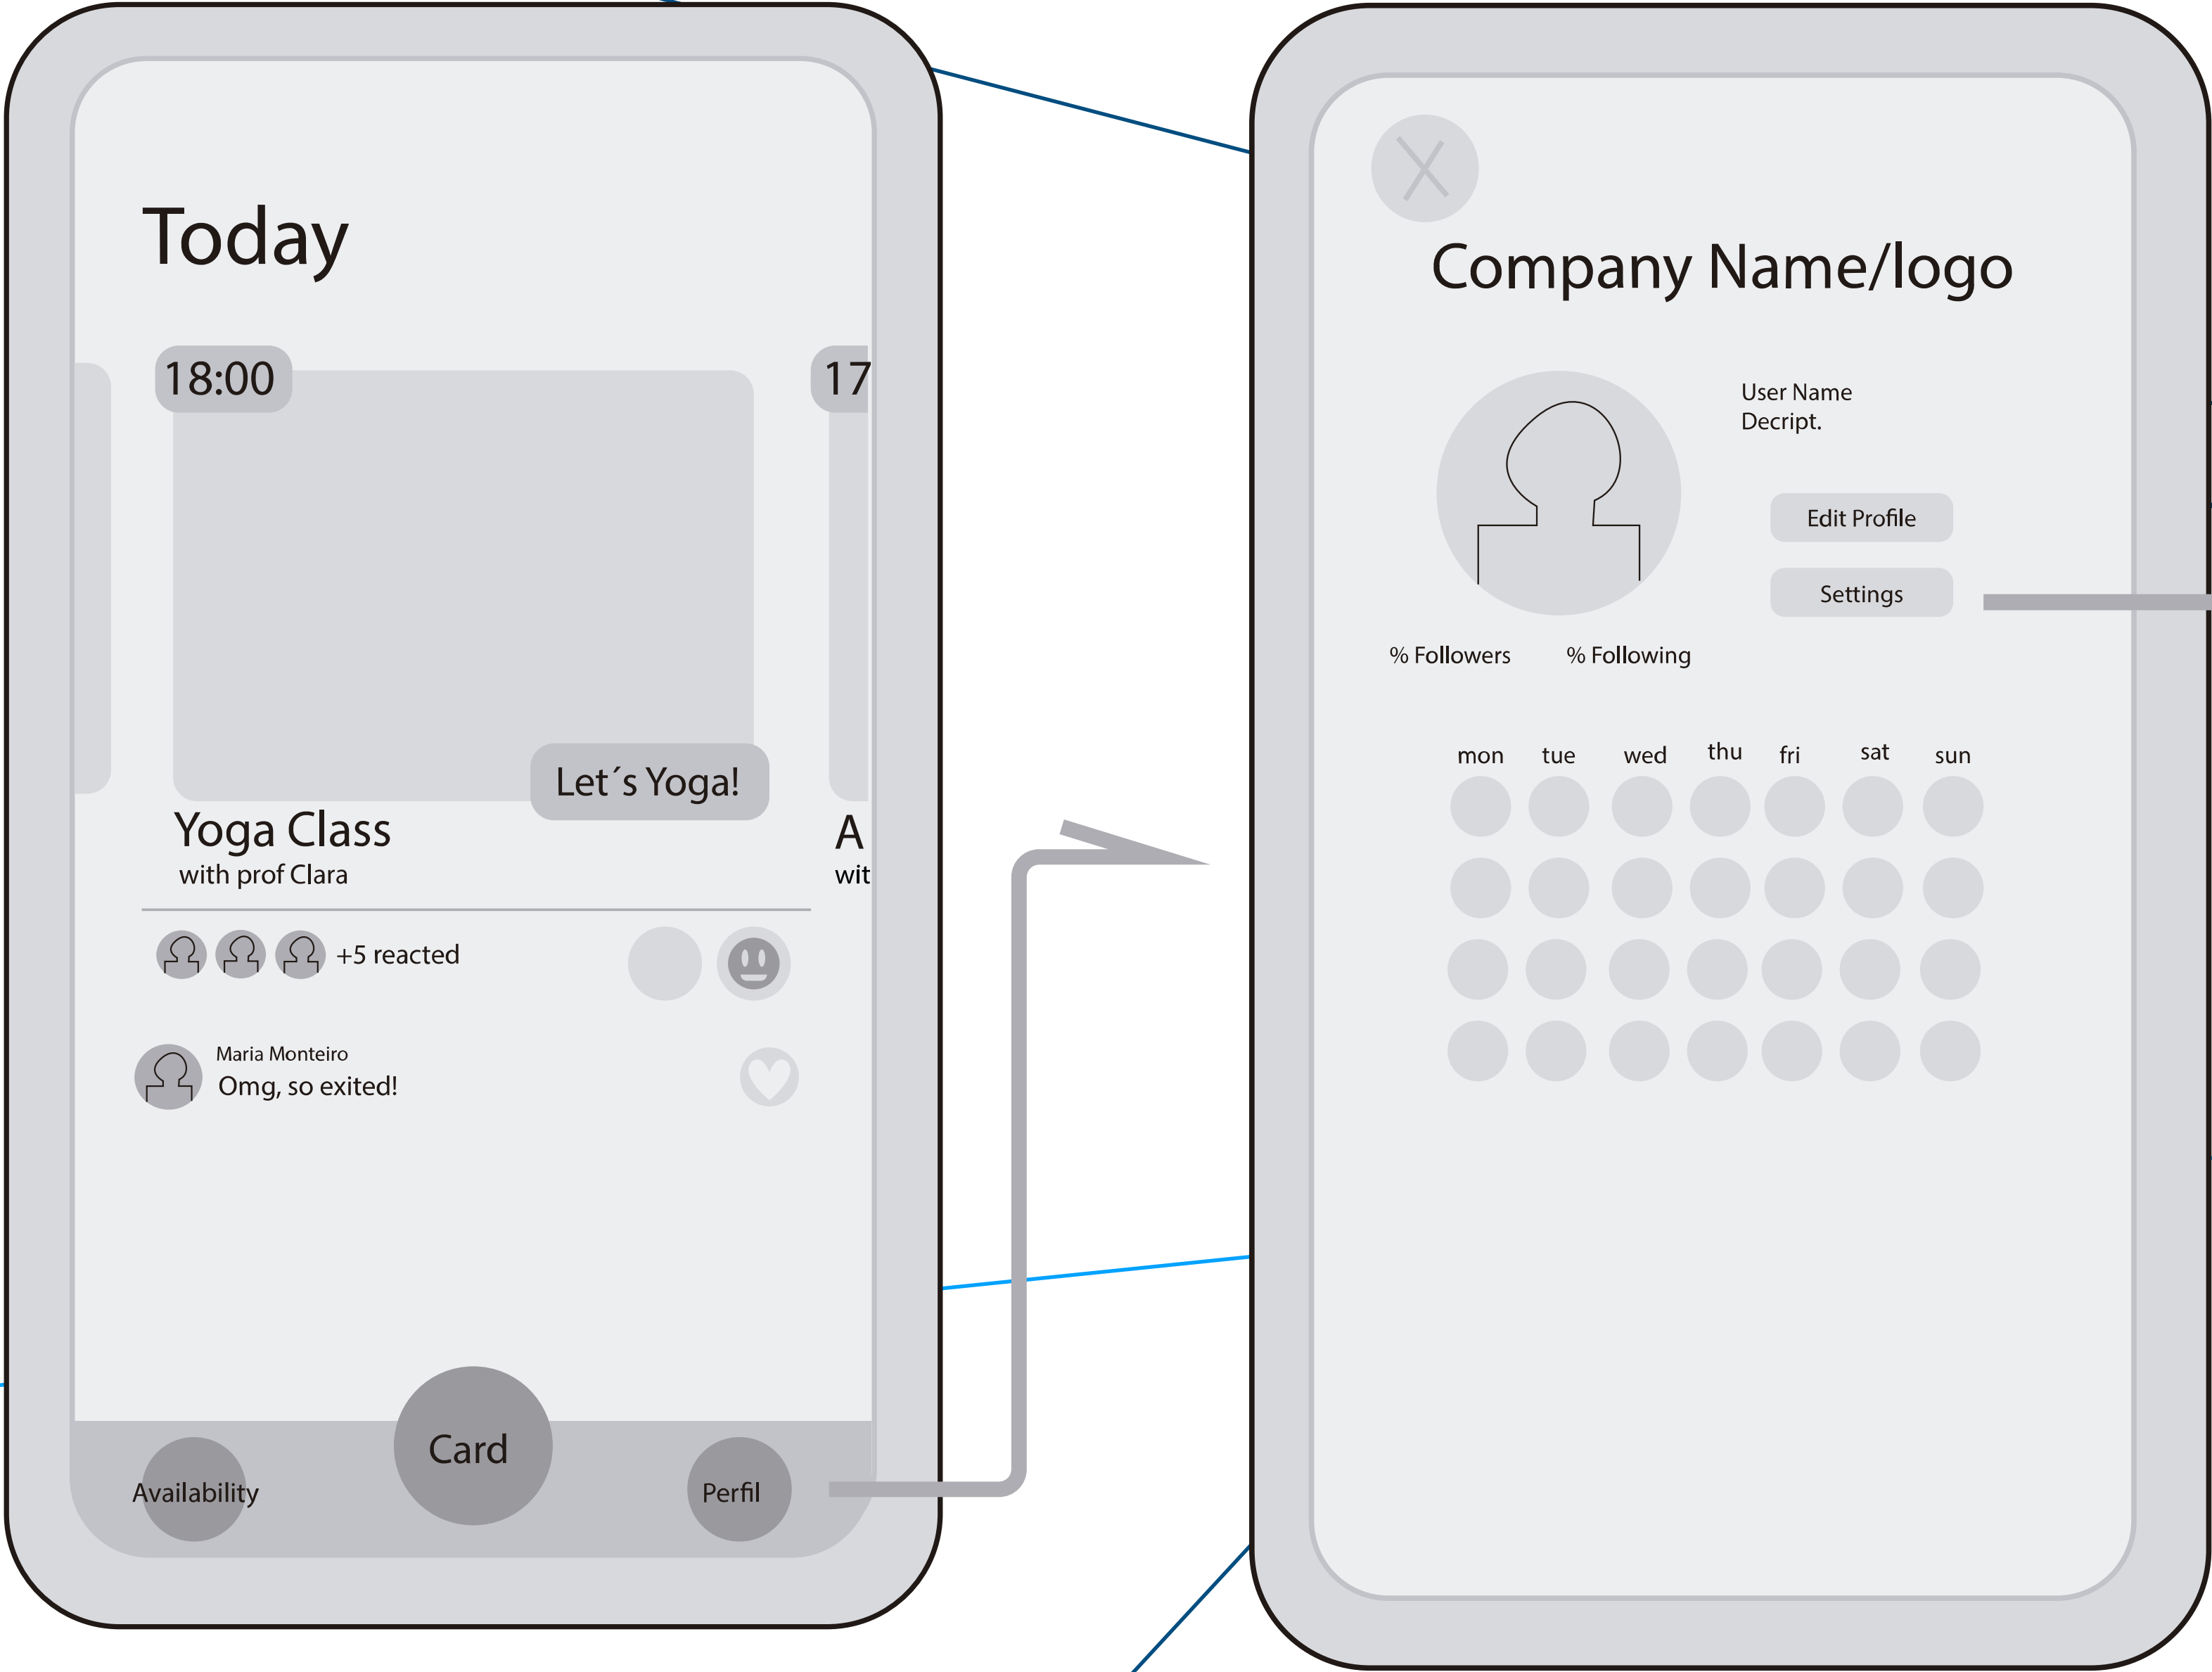 Today
18:00
17
Let´s Yoga!
Yoga Class
with prof Clara
A
wit
+5 reacted
Maria Monteiro
Omg, so exited!
Availability
Card
Perfil
Company Name/logo
User Name
Decript.
Edit Profile
Settings
% Followers % Following
mon tue wed thu fri sat sun